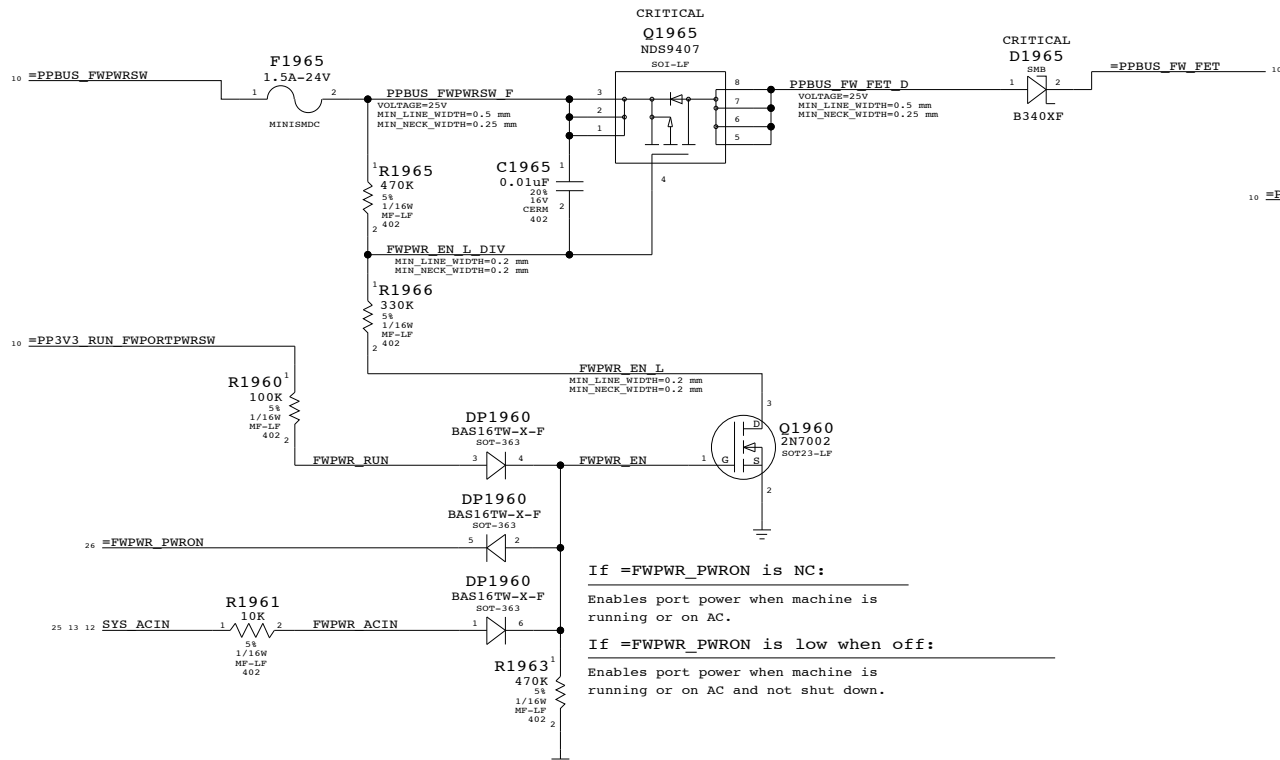 CRITICAL
Q1965
NDS9407
SOI-LF
F1965
1.5A-24V
1 2
MINISMDC
10 =PPBUS_FWPWRSW
PPBUS_FWPWRSW_F
VOLTAGE=25V
MIN_LINE_WIDTH=0.5 mm
MIN_NECK_WIDTH=0.25 mm
3
2
1
8
7
6
5
4
PPBUS_FW_FET_D
VOLTAGE=25V
MIN_LINE_WIDTH=0.5 mm
MIN_NECK_WIDTH=0.25 mm
CRITICAL
D1965
SMB
1 2
B340XF
=PPBUS_FW_FET
10
1
R1965
470K
5%
1/16W
MF-LF
402
2
C1965
0.01uF
20%
16V
CERM
402
1
2
10
FWPWR_EN_L_DIV
MIN_LINE_WIDTH=0.2 mm
MIN_NECK_WIDTH=0.2 mm
1
R1966
330K
5%
1/16W
MF-LF
402
2
10 =PP3V3_RUN_FWPORTPWRSW
FWPWR_EN_L
MIN_LINE_WIDTH=0.2 mm
MIN_NECK_WIDTH=0.2 mm
R1960
1
100K
5%
1/16W
MF-LF
402
2
3
D
Q1960
2N7002
SOT23-LF
1 G S
2
DP1960
BAS16TW-X-F
SOT-363
FWPWR_RUN 3 4 FWPWR_EN
DP1960
BAS16TW-X-F
SOT-363
26 =FWPWR_PWRON 5 2
If =FWPWR_PWRON is NC:
Enables port power when machine is
running or on AC.
DP1960
BAS16TW-X-F
SOT-363
R1961
10K
25 13 12 SYS_ACIN 1 2 FWPWR_ACIN 1 6
5%
1/16W
MF-LF
402
If =FWPWR_PWRON is low when off:
Enables port power when machine is
running or on AC and not shut down.
R1963
1
470K
5%
1/16W
MF-LF
402
2